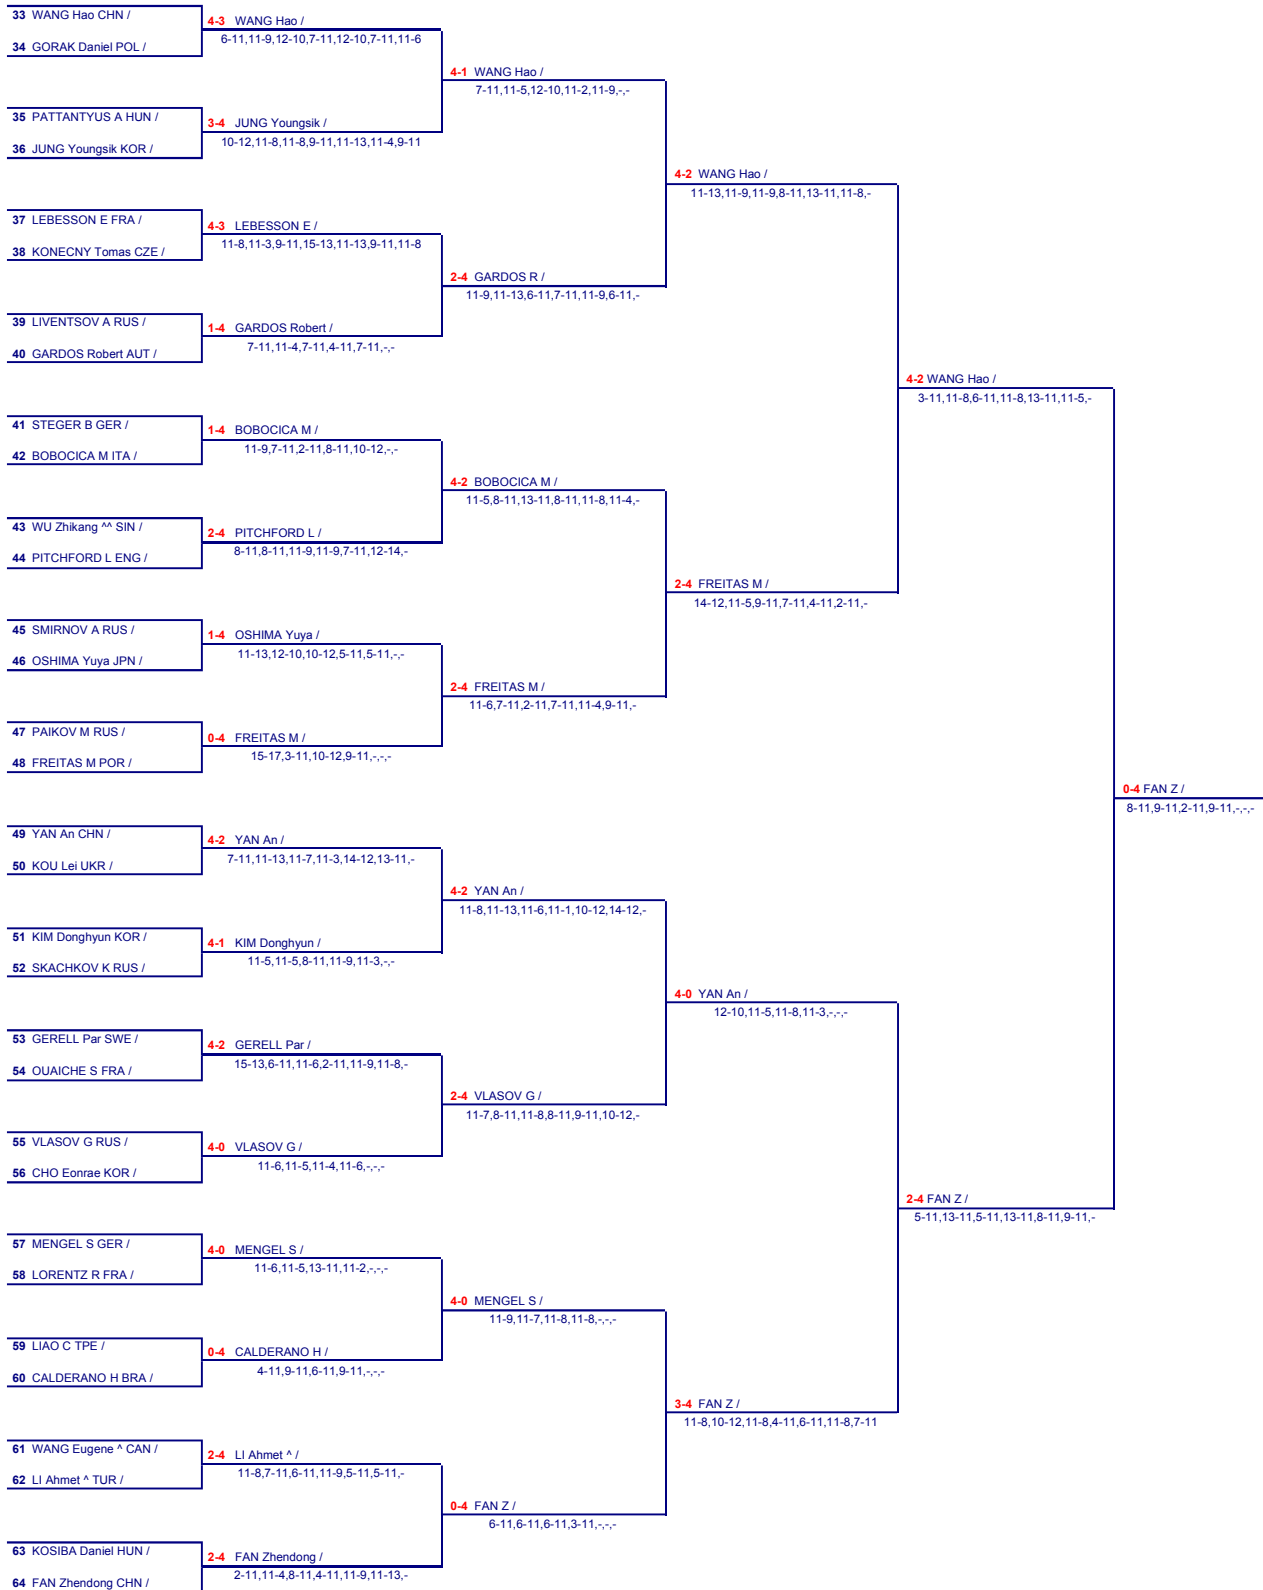 33 WANG Hao CHN /
4-3 WANG Hao /
6-11,11-9,12-10,7-11,12-10,7-11,11-6
34 GORAK Daniel POL /
4-1 WANG Hao /
7-11,11-5,12-10,11-2,11-9,-,-
35 PATTANTYUS A HUN /
3-4 JUNG Youngsik /
10-12,11-8,11-8,9-11,11-13,11-4,9-11
36 JUNG Youngsik KOR /
4-2 WANG Hao /
11-13,11-9,11-9,8-11,13-11,11-8,-
37 LEBESSON E FRA /
4-3 LEBESSON E /
11-8,11-3,9-11,15-13,11-13,9-11,11-8
38 KONECNY Tomas CZE /
2-4 GARDOS R /
11-9,11-13,6-11,7-11,11-9,6-11,-
39 LIVENTSOV A RUS /
1-4 GARDOS Robert /
7-11,11-4,7-11,4-11,7-11,-,-
40 GARDOS Robert AUT /
4-2 WANG Hao /
3-11,11-8,6-11,11-8,13-11,11-5,-
41 STEGER B GER /
1-4 BOBOCICA M /
11-9,7-11,2-11,8-11,10-12,-,-
42 BOBOCICA M ITA /
4-2 BOBOCICA M /
11-5,8-11,13-11,8-11,11-8,11-4,-
43 WU Zhikang ^^ SIN /
2-4 PITCHFORD L /
8-11,8-11,11-9,11-9,7-11,12-14,-
44 PITCHFORD L ENG /
2-4 FREITAS M /
14-12,11-5,9-11,7-11,4-11,2-11,-
45 SMIRNOV A RUS /
1-4 OSHIMA Yuya /
11-13,12-10,10-12,5-11,5-11,-,-
46 OSHIMA Yuya JPN /
2-4 FREITAS M /
11-6,7-11,2-11,7-11,11-4,9-11,-
47 PAIKOV M RUS /
0-4 FREITAS M /
15-17,3-11,10-12,9-11,-,-,-
48 FREITAS M POR /
0-4 FAN Z /
8-11,9-11,2-11,9-11,-,-,-
49 YAN An CHN /
4-2 YAN An /
7-11,11-13,11-7,11-3,14-12,13-11,-
50 KOU Lei UKR /
4-2 YAN An /
11-8,11-13,11-6,11-1,10-12,14-12,-
51 KIM Donghyun KOR /
4-1 KIM Donghyun /
11-5,11-5,8-11,11-9,11-3,-,-
52 SKACHKOV K RUS /
4-0 YAN An /
12-10,11-5,11-8,11-3,-,-,-
53 GERELL Par SWE /
4-2 GERELL Par /
15-13,6-11,11-6,2-11,11-9,11-8,-
54 OUAICHE S FRA /
2-4 VLASOV G /
11-7,8-11,11-8,8-11,9-11,10-12,-
55 VLASOV G RUS /
4-0 VLASOV G /
11-6,11-5,11-4,11-6,-,-,-
56 CHO Eonrae KOR /
2-4 FAN Z /
5-11,13-11,5-11,13-11,8-11,9-11,-
57 MENGEL S GER /
4-0 MENGEL S /
11-6,11-5,13-11,11-2,-,-,-
58 LORENTZ R FRA /
4-0 MENGEL S /
11-9,11-7,11-8,11-8,-,-,-
59 LIAO C TPE /
0-4 CALDERANO H /
4-11,9-11,6-11,9-11,-,-,-
60 CALDERANO H BRA /
3-4 FAN Z /
11-8,10-12,11-8,4-11,6-11,11-8,7-11
61 WANG Eugene ^ CAN /
2-4 LI Ahmet ^ /
11-8,7-11,6-11,11-9,5-11,5-11,-
62 LI Ahmet ^ TUR /
0-4 FAN Z /
6-11,6-11,6-11,3-11,-,-,-
63 KOSIBA Daniel HUN /
2-4 FAN Zhendong /
2-11,11-4,8-11,4-11,11-9,11-13,-
64 FAN Zhendong CHN /